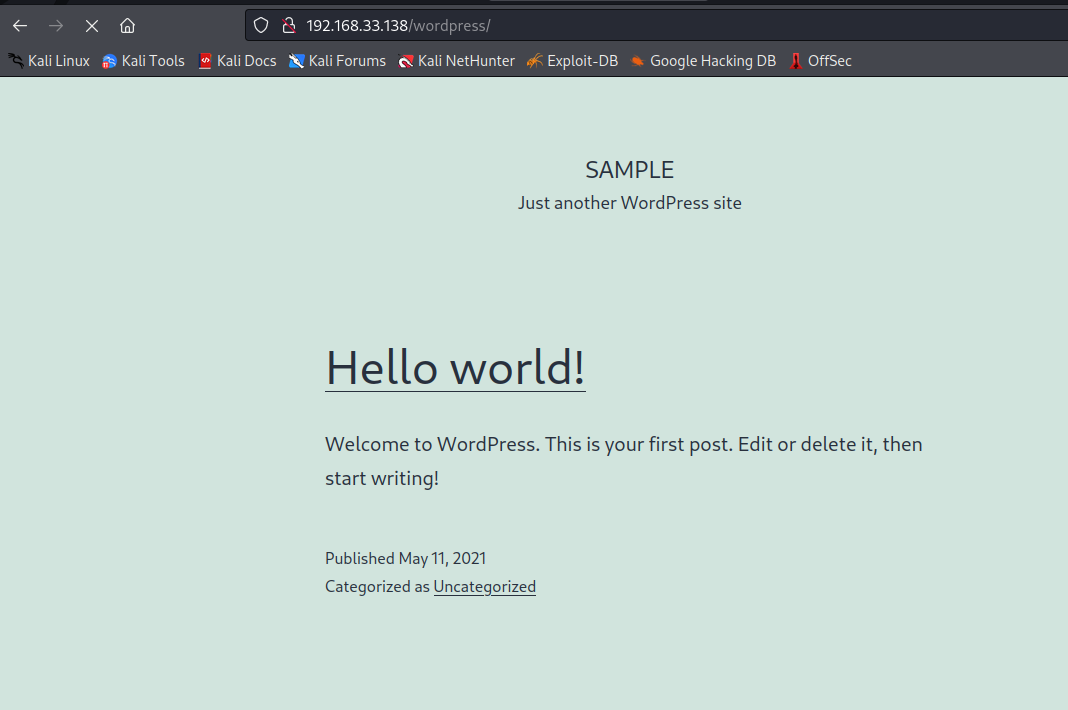 192.168.33.138/wordpress/
Kali Linux Kali Tools Kali Docs Kali Forums Kali NetHunter Exploit-DB Google Hacking DB OffSec
SAMPLE
Just another WordPress site
Hello world!
Welcome to WordPress. This is your first post. Edit or delete it, then
start writing!
Published May 11, 2021
Categorized as Uncategorized